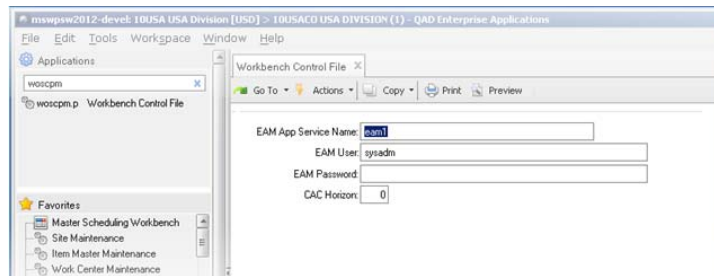 mswpsw2012-devel: 10USA USA Division [USD] > 10USACO USA DIVISION (1) - QAD Enterprise Applications
File Edit Tools Workspace Window Help
Applications
woscpm
woscpm.p Workbench Control File
Favorites
Master Scheduling Workbench
Site Maintenance
Item Master Maintenance
Work Center Maintenance
Workbench Control File
Go To Actions Copy Print Preview
EAM App Service Name: eam1
EAM User: sysadm
EAM Password:
CAC Horizon: 0